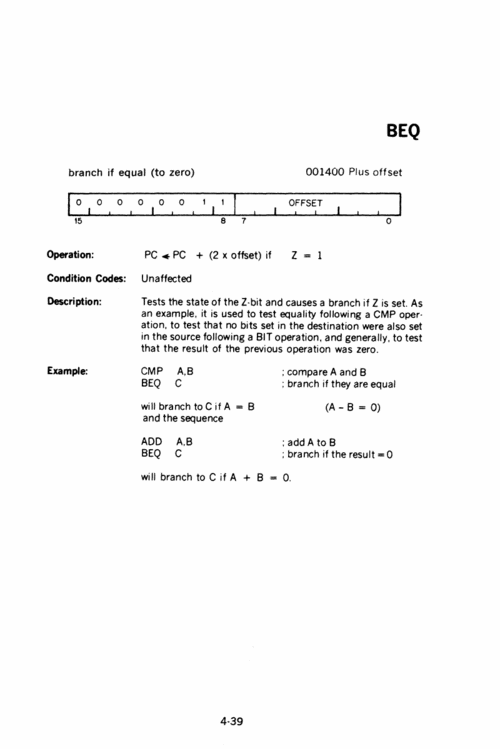 BEQ
branch if equal (to zero) 001400 Plus offset
0 0 0 0 0 0 1 1 OFFSET
15 8 7 0
Operation: PC ◄ PC + (2 x offset) if Z = 1
Condition Codes: Unaffected
Description: Tests the state of the Z-bit and causes a branch if Z is set. As
an example, it is used to test equality following a CMP oper-
ation, to test that no bits set in the destination were also set
in the source following a BIT operation, and generally, to test
that the result of the previous operation was zero.
Example: CMP A,B ; compare A and B
BEQ C ; branch if they are equal
will branch to C if A = B (A - B = 0)
and the sequence
ADD A,B ; add A to B
BEQ C ; branch if the result = 0
will branch to C if A + B = 0.
4-39